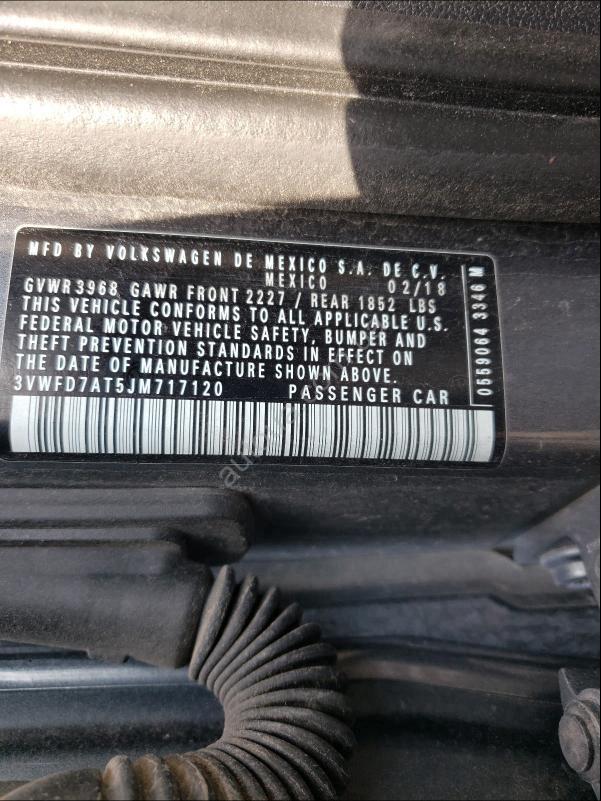 MFD BY VOLKSWAGEN DE MEXICO S.A. DE C.V.
MEXICO 02/18
GVWR 3968 GAWR FRONT 2227 / REAR 1852 LBS
THIS VEHICLE CONFORMS TO ALL APPLICABLE U.S.
FEDERAL MOTOR VEHICLE SAFETY, BUMPER AND
THEFT PREVENTION STANDARDS IN EFFECT ON
THE DATE OF MANUFACTURE SHOWN ABOVE.
3VWFD7AT5JM717120 PASSENGER CAR
0559064 3346 M